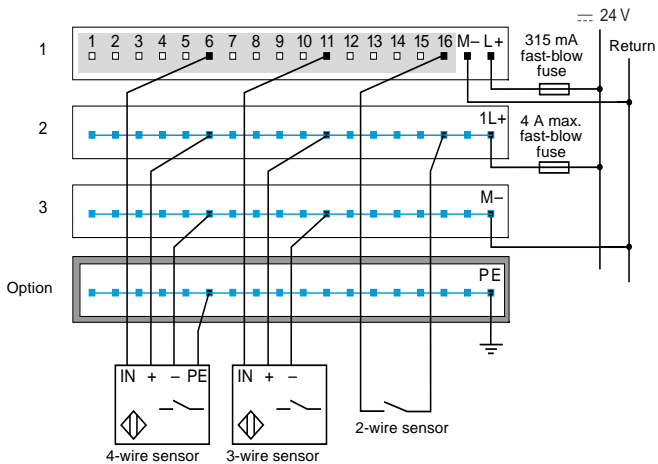 ⎓ 24 V
1
1 2 3 4 5 6 7 8 9 10 11 12 13 14 15 16 M– L+
315 mA
fast-blow
fuse
Return
2
1L+
4 A max.
fast-blow
fuse
3
M–
Option
PE
IN + – PE
IN + –
2-wire sensor
4-wire sensor
3-wire sensor